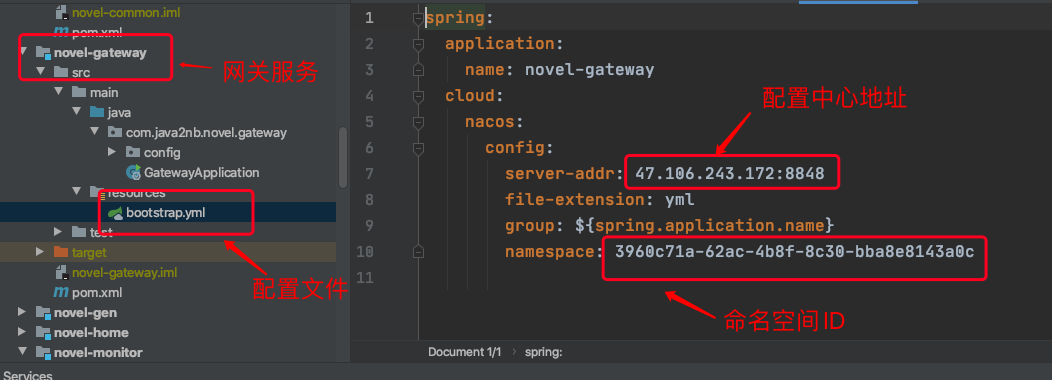 novel-common.iml
pom.xml
novel-gateway
网关服务
src
main
java
com.java2nb.novel.gateway
config
GatewayApplication
resources
bootstrap.yml
test
target
novel-gateway.iml
配置文件
pom.xml
novel-gen
novel-home
novel-monitor
Services
1 spring:
2 application:
3 name: novel-gateway
4 cloud:
配置中心地址
5 nacos:
6 config:
7 server-addr: 47.106.243.172:8848
8 file-extension: yml
9 group: ${spring.application.name}
10 namespace: 3960c71a-62ac-4b8f-8c30-bba8e8143a0c
11
命名空间ID
Document 1/1 › spring: